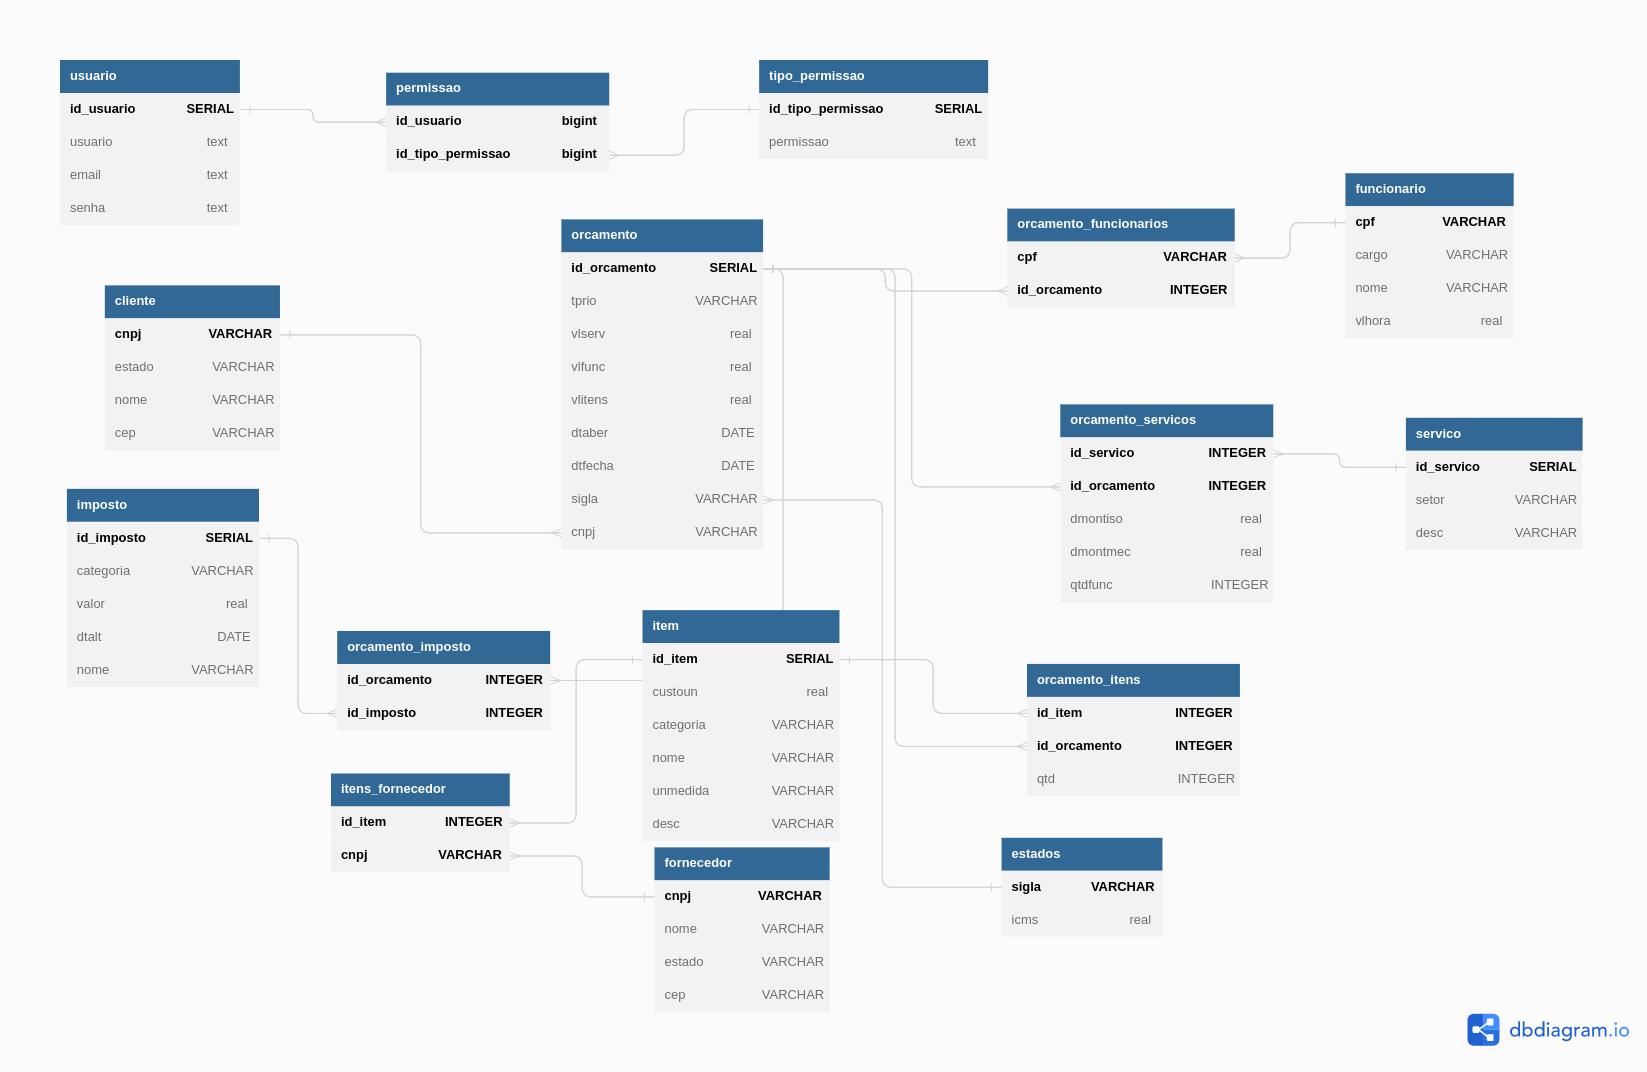 usuario
id_usuario SERIAL
usuario text
email text
senha text
permissao
id_usuario bigint
id_tipo_permissao bigint
tipo_permissao
id_tipo_permissao SERIAL
permissao text
funcionario
cpf VARCHAR
cargo VARCHAR
nome VARCHAR
vlhora real
orcamento_funcionarios
cpf VARCHAR
id_orcamento INTEGER
orcamento
id_orcamento SERIAL
tprio VARCHAR
vlserv real
vlfunc real
vlitens real
dtaber DATE
dtfecha DATE
sigla VARCHAR
cnpj VARCHAR
cliente
cnpj VARCHAR
estado VARCHAR
nome VARCHAR
cep VARCHAR
orcamento_servicos
id_servico INTEGER
id_orcamento INTEGER
dmontiso real
dmontmec real
qtdfunc INTEGER
servico
id_servico SERIAL
setor VARCHAR
desc VARCHAR
imposto
id_imposto SERIAL
categoria VARCHAR
valor real
dtalt DATE
nome VARCHAR
orcamento_imposto
id_orcamento INTEGER
id_imposto INTEGER
item
id_item SERIAL
custoun real
categoria VARCHAR
nome VARCHAR
unmedida VARCHAR
desc VARCHAR
orcamento_itens
id_item INTEGER
id_orcamento INTEGER
qtd INTEGER
itens_fornecedor
id_item INTEGER
cnpj VARCHAR
fornecedor
cnpj VARCHAR
nome VARCHAR
estado VARCHAR
cep VARCHAR
estados
sigla VARCHAR
icms real
dbdiagram.io